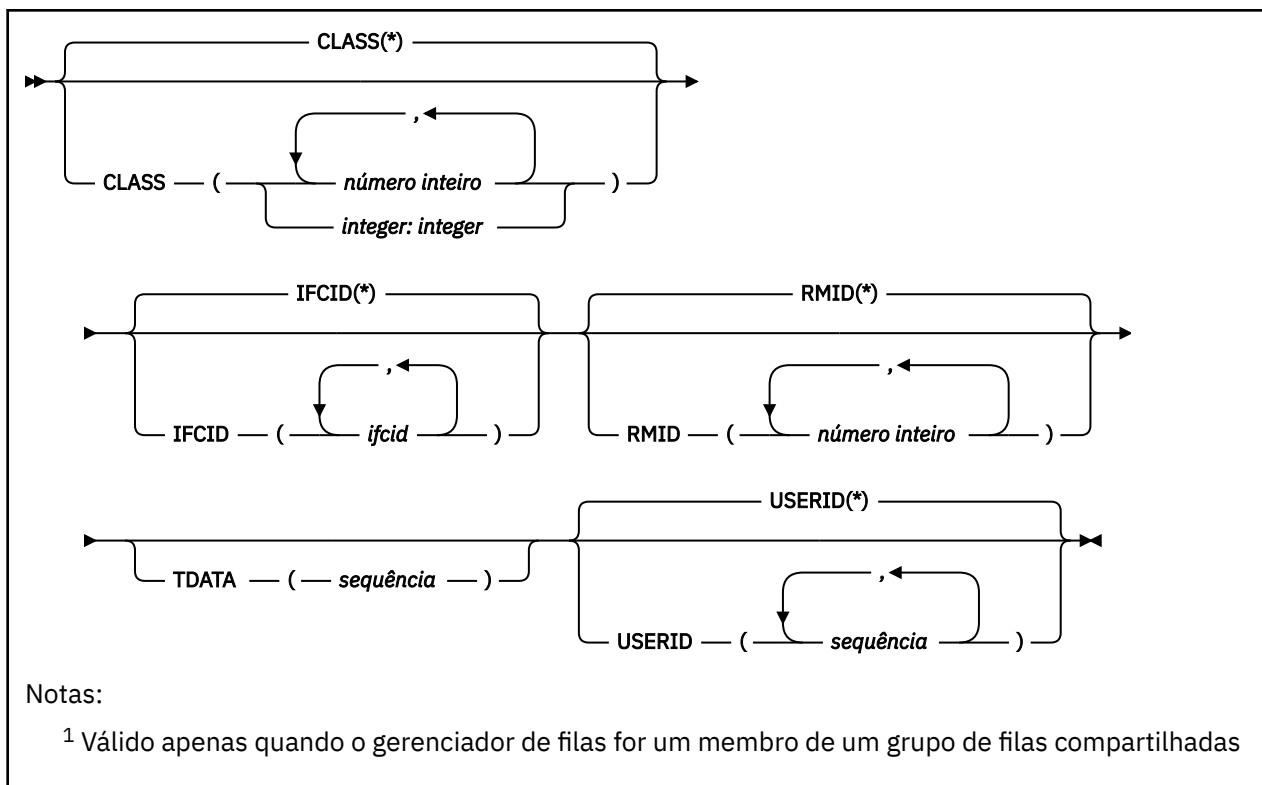 CLASS(*)
,
CLASS ( número inteiro )
integer: integer
IFCID(*) RMID(*)
, ,
IFCID ( ifcid ) RMID ( número inteiro )
USERID(*)
TDATA ( sequência )
,
USERID ( sequência )
Notas:
1 Válido apenas quando o gerenciador de filas for um membro de um grupo de filas compartilhadas